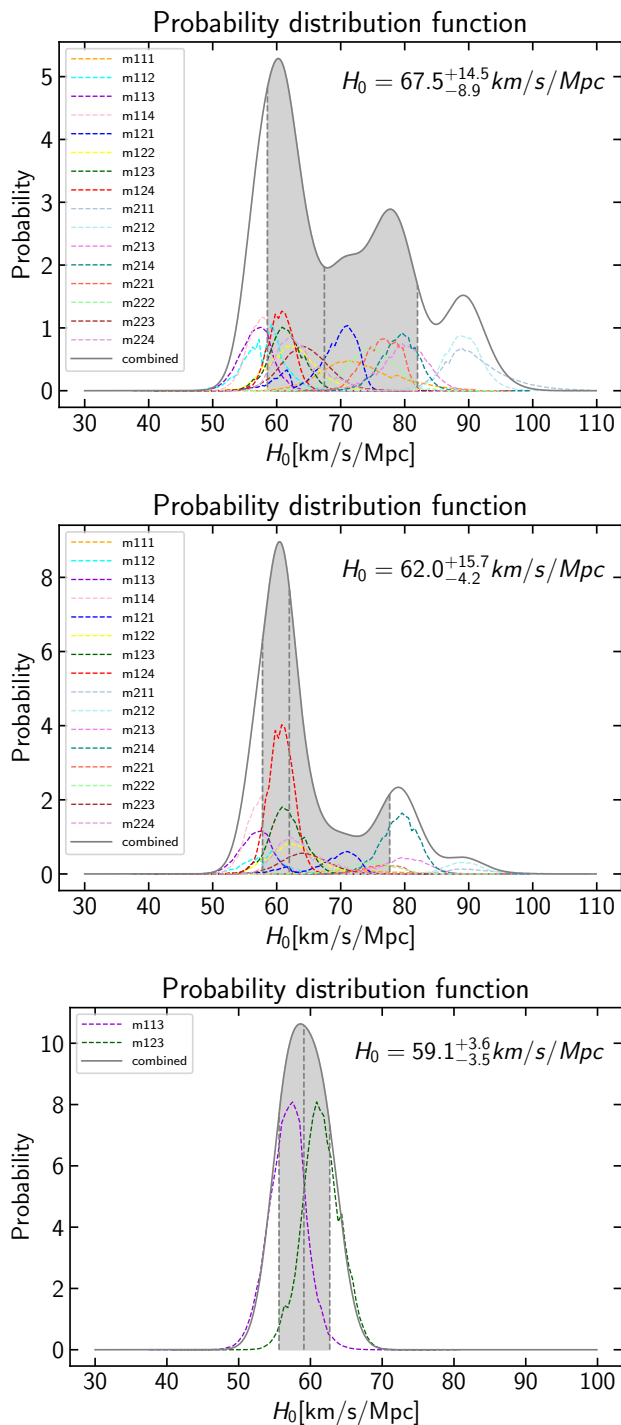 Probability distribution function
H₀ = 67.5 +14.5 −8.9 km/s/Mpc
m111
m112
m113
m114
m121
m122
m123
m124
m211
m212
m213
m214
m221
m222
m223
m224
combined
Probability
5
4
3
2
1
0
30 40 50 60 70 80 90 100 110
H₀[km/s/Mpc]
Probability distribution function
H₀ = 62.0 +15.7 −4.2 km/s/Mpc
m111
m112
m113
m114
m121
m122
m123
m124
m211
m212
m213
m214
m221
m222
m223
m224
combined
Probability
8
6
4
2
0
30 40 50 60 70 80 90 100 110
H₀[km/s/Mpc]
Probability distribution function
H₀ = 59.1 +3.6 −3.5 km/s/Mpc
m113
m123
combined
Probability
10
8
6
4
2
0
30 40 50 60 70 80 90 100
H₀[km/s/Mpc]